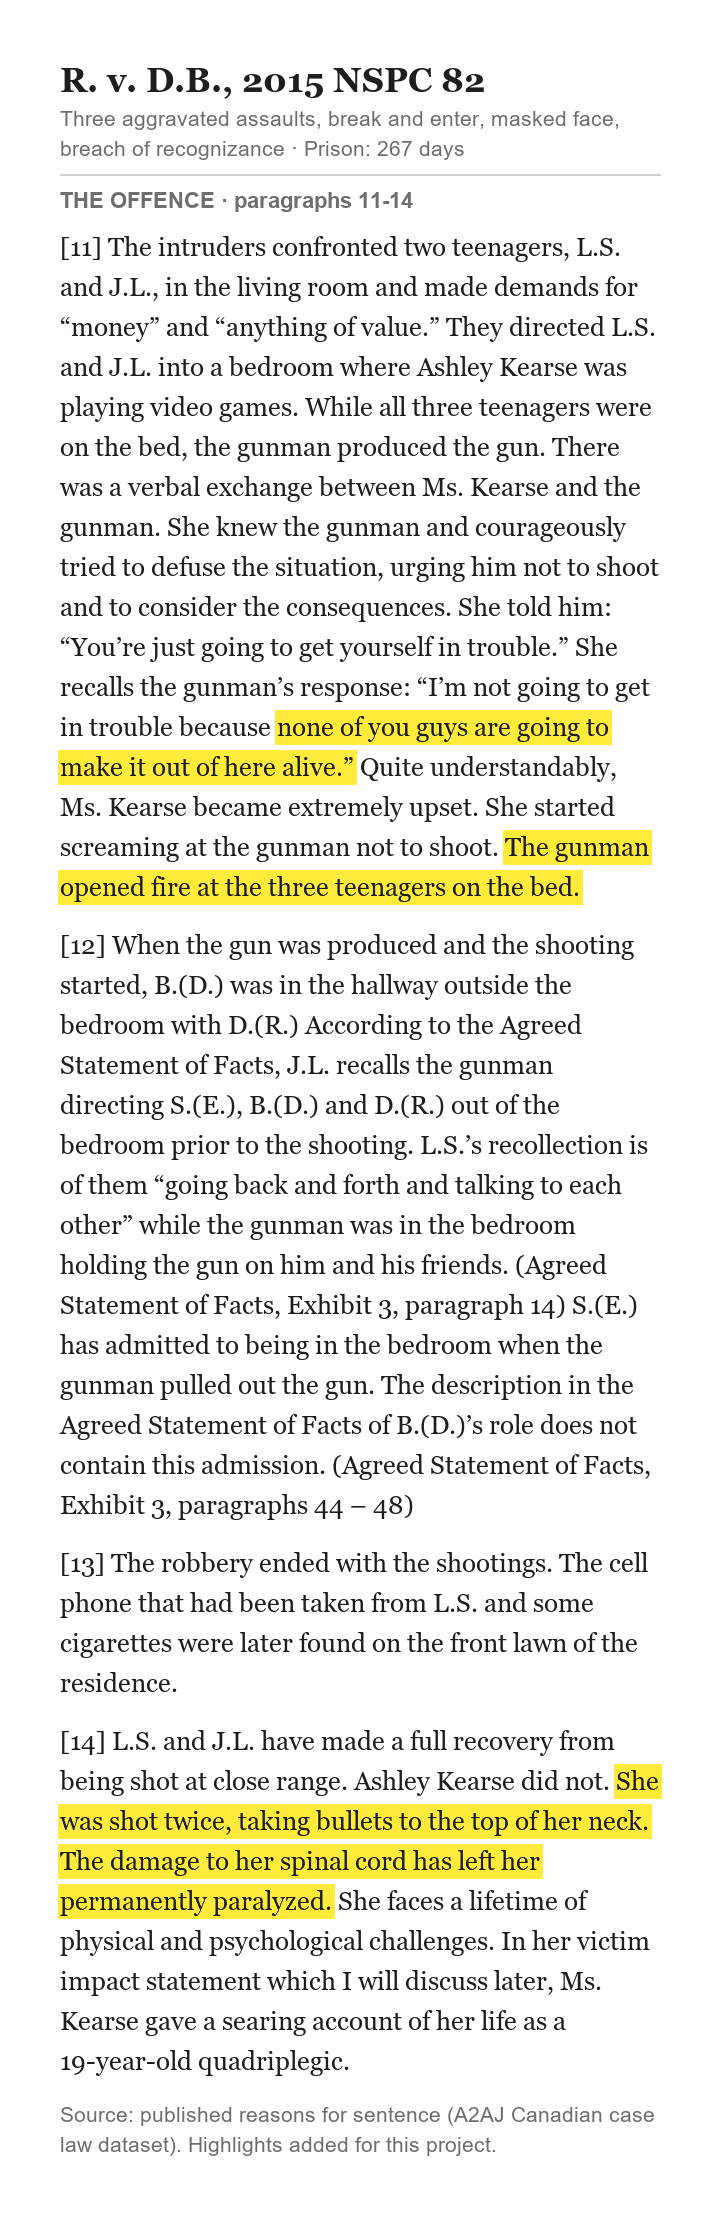 R. v. D.B., 2015 NSPC 82
Three aggravated assaults, break and enter, masked face,
breach of recognizance · Prison: 267 days
THE OFFENCE · paragraphs 11-14
[11] The intruders confronted two teenagers, L.S.
and J.L., in the living room and made demands for
“money” and “anything of value.” They directed L.S.
and J.L. into a bedroom where Ashley Kearse was
playing video games. While all three teenagers were
on the bed, the gunman produced the gun. There
was a verbal exchange between Ms. Kearse and the
gunman. She knew the gunman and courageously
tried to defuse the situation, urging him not to shoot
and to consider the consequences. She told him:
“You’re just going to get yourself in trouble.” She
recalls the gunman’s response: “I’m not going to get
in trouble because none of you guys are going to
make it out of here alive.” Quite understandably,
Ms. Kearse became extremely upset. She started
screaming at the gunman not to shoot. The gunman
opened fire at the three teenagers on the bed.
[12] When the gun was produced and the shooting
started, B.(D.) was in the hallway outside the
bedroom with D.(R.) According to the Agreed
Statement of Facts, J.L. recalls the gunman
directing S.(E.), B.(D.) and D.(R.) out of the
bedroom prior to the shooting. L.S.’s recollection is
of them “going back and forth and talking to each
other” while the gunman was in the bedroom
holding the gun on him and his friends. (Agreed
Statement of Facts, Exhibit 3, paragraph 14) S.(E.)
has admitted to being in the bedroom when the
gunman pulled out the gun. The description in the
Agreed Statement of Facts of B.(D.)’s role does not
contain this admission. (Agreed Statement of Facts,
Exhibit 3, paragraphs 44 – 48)
[13] The robbery ended with the shootings. The cell
phone that had been taken from L.S. and some
cigarettes were later found on the front lawn of the
residence.
[14] L.S. and J.L. have made a full recovery from
being shot at close range. Ashley Kearse did not. She
was shot twice, taking bullets to the top of her neck.
The damage to her spinal cord has left her
permanently paralyzed. She faces a lifetime of
physical and psychological challenges. In her victim
impact statement which I will discuss later, Ms.
Kearse gave a searing account of her life as a
19-year-old quadriplegic.
Source: published reasons for sentence (A2AJ Canadian case
law dataset). Highlights added for this project.